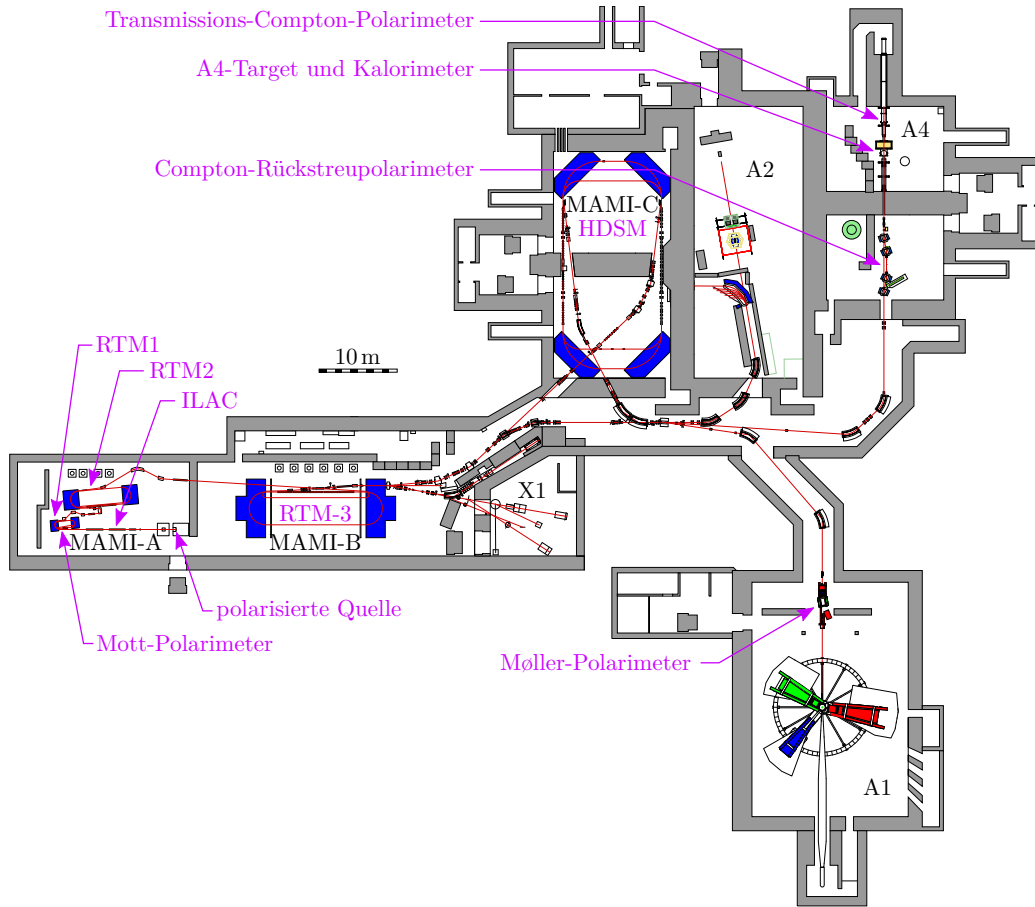 Transmissions-Compton-Polarimeter
A4-Target und Kalorimeter
A4
Compton-Rückstreupolarimeter
A2
MAMI-C
HDSM
RTM1
10 m
RTM2
ILAC
X1
RTM-3
MAMI-A
MAMI-B
polarisierte Quelle
Mott-Polarimeter
Møller-Polarimeter
A1